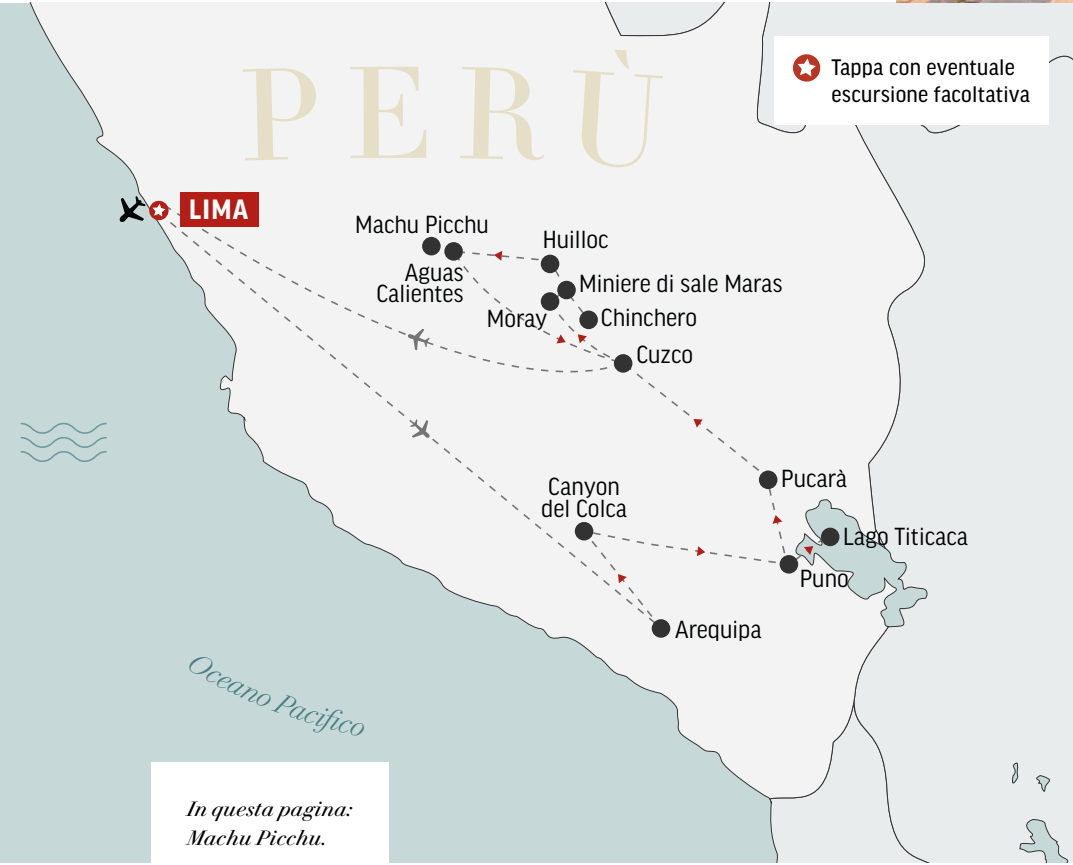 PERÙ
Tappa con eventuale
escursione facoltativa
LIMA
Machu Picchu
Aguas
Calientes
Huilloc
Miniere di sale Maras
Moray
Chinchero
Cuzco
Pucarà
Canyon
del Colca
Lago Titicaca
Puno
Arequipa
Oceano Pacifico
In questa pagina:
Machu Picchu.